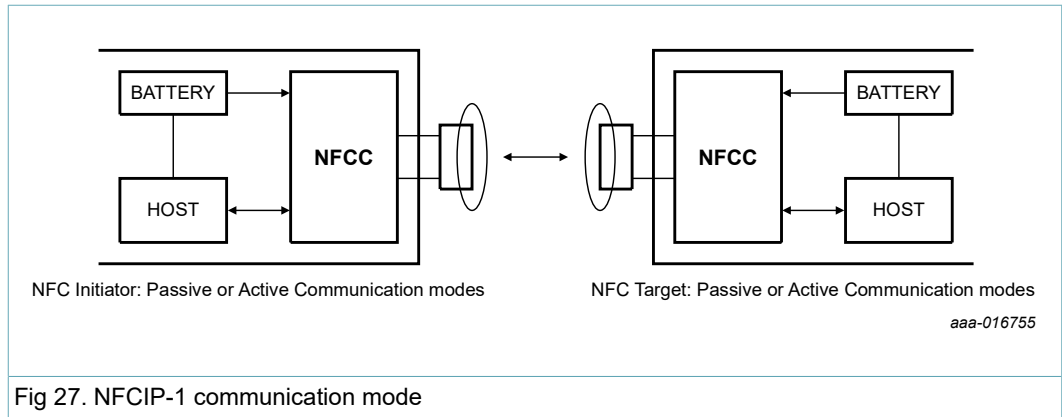 BATTERY
NFCC
HOST
BATTERY
NFCC
HOST
NFC Initiator: Passive or Active Communication modes
NFC Target: Passive or Active Communication modes
aaa-016755
Fig 27. NFCIP-1 communication mode